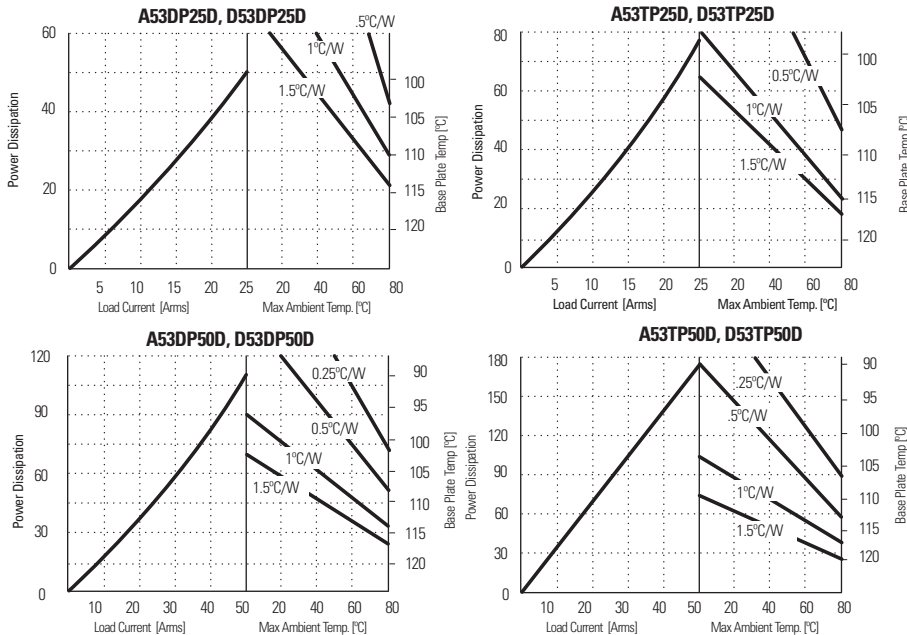 A53DP25D, D53DP25D
60
40
20
0
Power Dissipation
.5ºC/W
1ºC/W
1.5ºC/W
100
105
110
115
120
Base Plate Temp [ºC]
5 10 15 20 25 20 40 60 80
Load Current [Arms] Max Ambient Temp. [ºC]
A53TP25D, D53TP25D
80
60
40
20
0
Power Dissipation
0.5ºC/W
1ºC/W
1.5ºC/W
100
105
110
115
120
Base Plate Temp [ºC]
5 10 15 20 25 20 40 60 80
Load Current [Arms] Max Ambient Temp. [ºC]
A53DP50D, D53DP50D
120
90
60
30
0
Power Dissipation
0.25ºC/W
0.5ºC/W
1ºC/W
1.5ºC/W
90
95
100
105
110
115
120
Base Plate Temp [ºC]
10 20 30 40 50 20 40 60 80
Load Current [Arms] Max Ambient Temp. [ºC]
A53TP50D, D53TP50D
180
150
120
90
60
30
0
Power Dissipation
.25ºC/W
.5ºC/W
1ºC/W
1.5ºC/W
90
95
100
105
110
115
120
Base Plate Temp [ºC]
10 20 30 40 50 20 40 60 80
Load Current [Arms] Max Ambient Temp. [ºC]